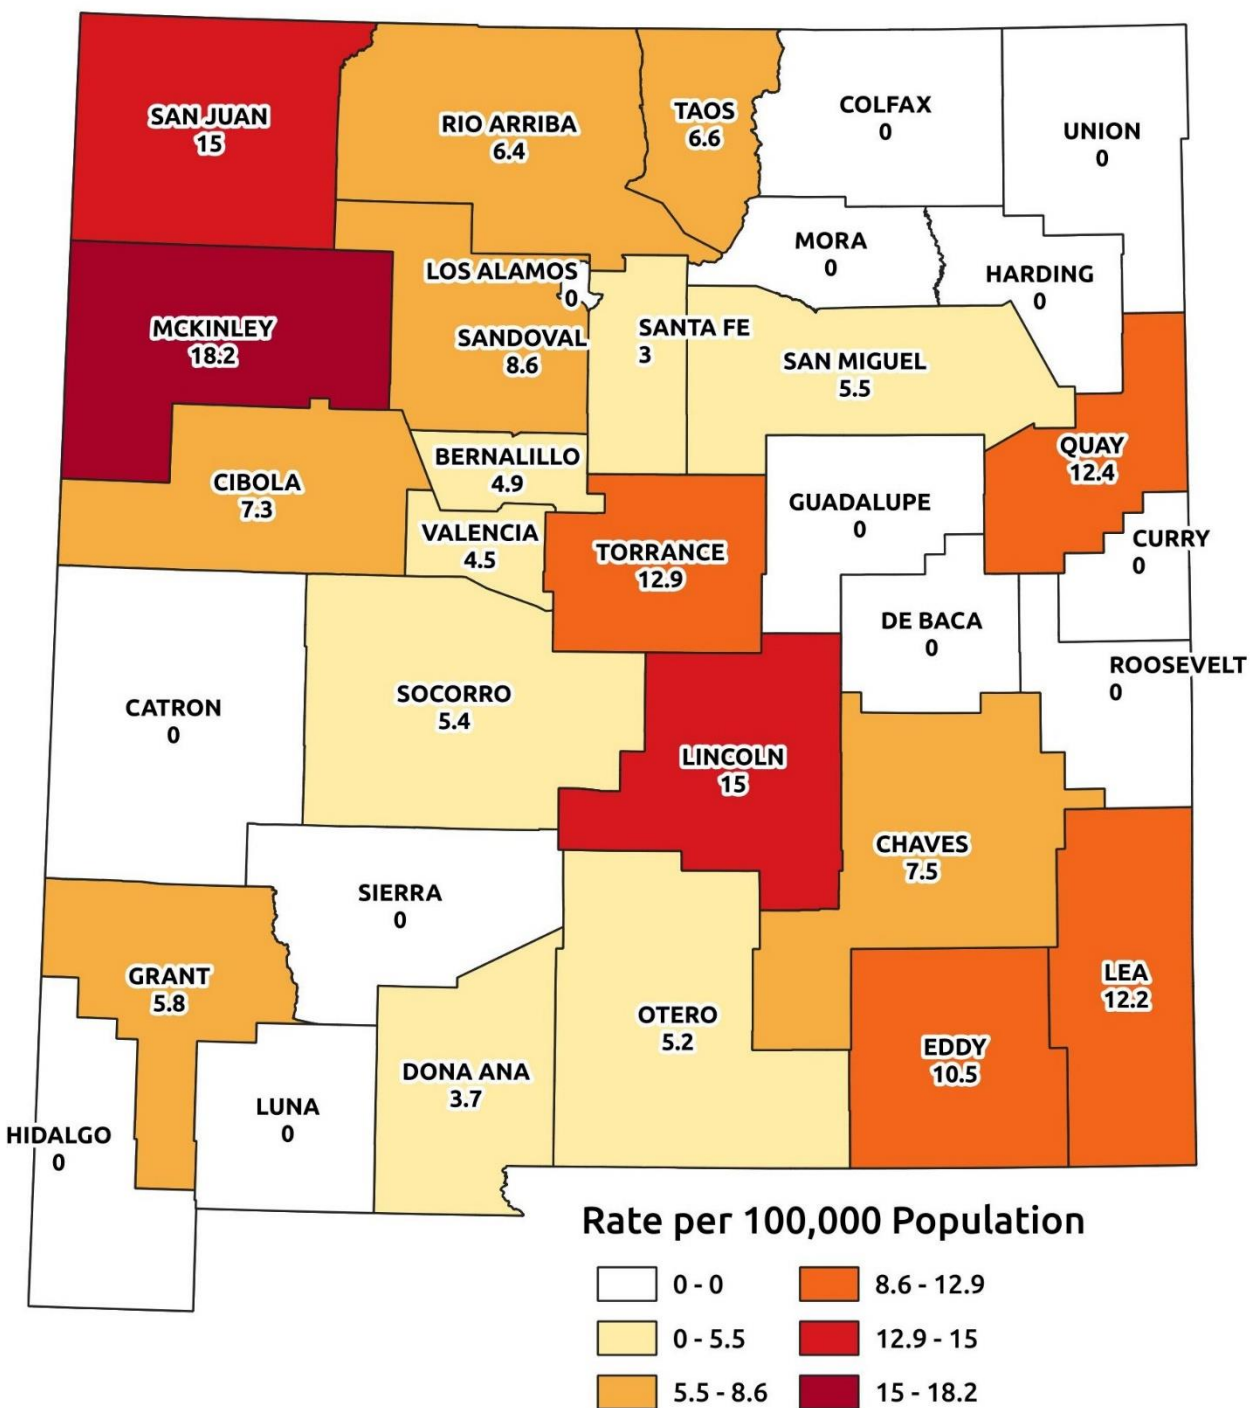 SAN JUAN
15
RIO ARRIBA
6.4
TAOS
6.6
COLFAX
0
UNION
0
MORA
0
HARDING
0
LOS ALAMOS
0
MCKINLEY
18.2
SANDOVAL
8.6
SANTA FE
3
SAN MIGUEL
5.5
QUAY
12.4
CIBOLA
7.3
BERNALILLO
4.9
GUADALUPE
0
VALENCIA
4.5
TORRANCE
12.9
CURRY
0
DE BACA
0
ROOSEVELT
0
CATRON
0
SOCORRO
5.4
LINCOLN
15
CHAVES
7.5
SIERRA
0
GRANT
5.8
LEA
12.2
OTERO
5.2
EDDY
10.5
DONA ANA
3.7
LUNA
0
HIDALGO
0
Rate per 100,000 Population
0 - 0
0 - 5.5
5.5 - 8.6
8.6 - 12.9
12.9 - 15
15 - 18.2